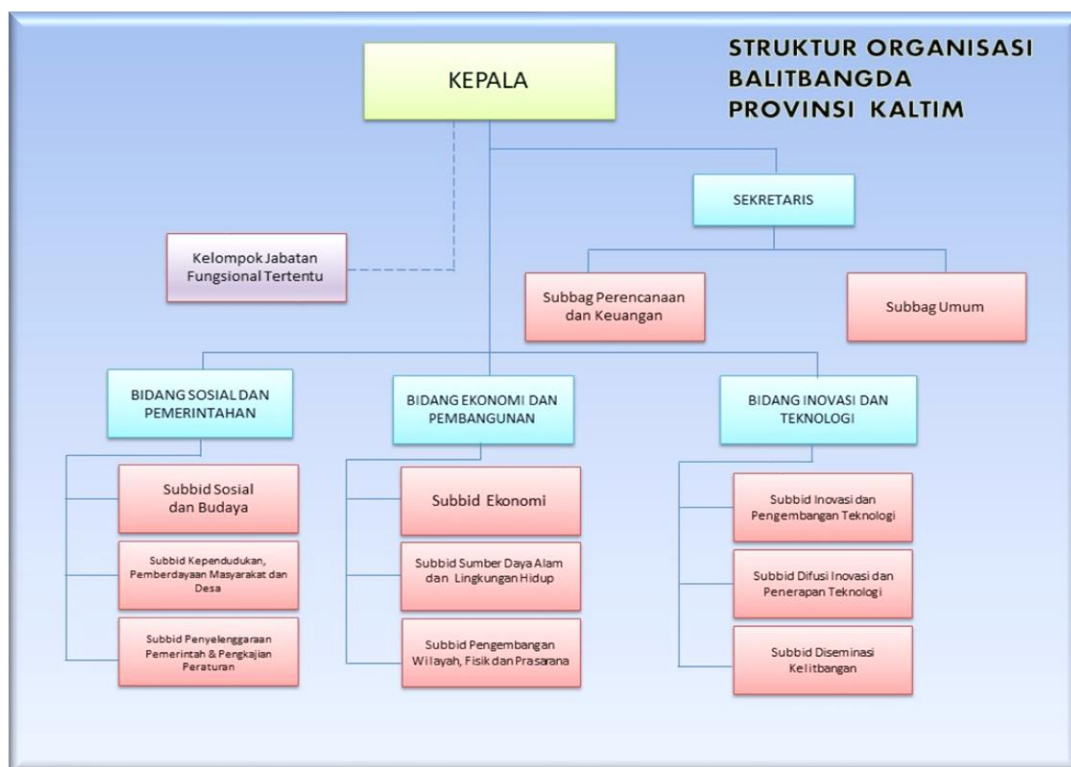 STRUKTUR ORGANISASI
BALITBANGDA
PROVINSI KALTIM
KEPALA
SEKRETARIS
Kelompok Jabatan
Fungsional Tertentu
Subbag Perencanaan
dan Keuangan
Subbag Umum
BIDANG SOSIAL DAN
PEMERINTAHAN
BIDANG EKONOMI DAN
PEMBANGUNAN
BIDANG INOVASI DAN
TEKNOLOGI
Subbid Sosial
dan Budaya
Subbid Kependudukan,
Pemberdayaan Masyarakat dan
Desa
Subbid Penyelenggaraan
Pemerintah & Pengkajian
Peraturan
Subbid Ekonomi
Subbid Sumber Daya Alam
dan Lingkungan Hidup
Subbid Pengembangan
Wilayah, Fisik dan Prasarana
Subbid Inovasi dan
Pengembangan Teknologi
Subbid Difusi Inovasi dan
Penerapan Teknologi
Subbid Diseminasi
Kelitbangan